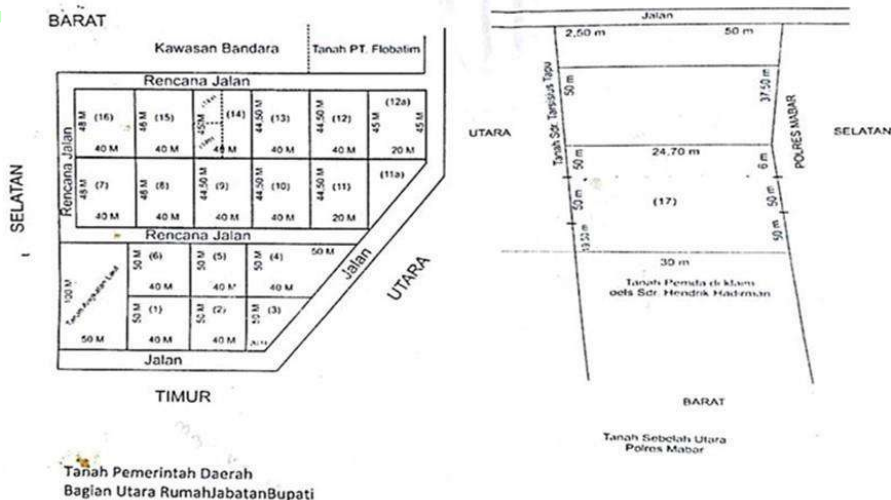 BARAT
Kawasan Bandara
Tanah PT. Flobatim
Rencana Jalan
48 M (16) 40 M
46 M (15) 40 M
45M (14) 40 M
44,50 M (13) 40 M
44,50 M (12) 40 M
(12a) 45 M 45 M 20 M
Rencana Jalan
SELATAN
48 M (7) 40 M
46 M (8) 40 M
44,50 M (9) 40 M
44,50 M (10) 40 M
44,50 M (11) 20 M
(11a)
Rencana Jalan
50 M
100 M
50 M
50 M (6) 40 M
50 M (5) 40 M
50 M (4) 40 M
50 M (1) 40 M
50 M (2) 40 M
50 M (3)
Jalan
Jalan
UTARA
TIMUR
Tanah Pemerintah Daerah
Bagian Utara RumahJabatanBupati
Jalan
2,50 m
50 m
50 m
37,50 m
Tanah Sdr. Tarsisius Tapu
POLRES MABAR
UTARA
SELATAN
24,70 m
50 m
6 m
50 m
(17)
50 m
50 m
30 m
Tanah Pemda di klaim
oels Sdr. Hendrik Hadirman
BARAT
Tanah Sebelah Utara
Polres Mabar